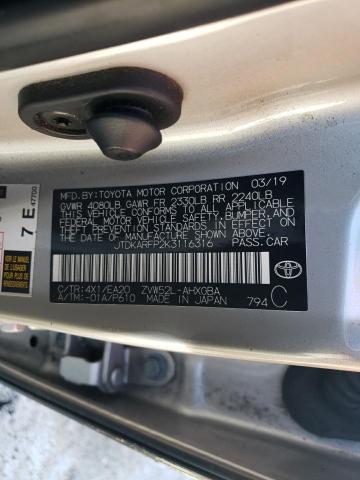 MFD.BY:TOYOTA MOTOR CORPORATION 03/19
GVWR 4080LB GAWR FR 2330LB RR 2240LB
THIS VEHICLE CONFORMS TO ALL APPLICABLE
FEDERAL MOTOR VEHICLE SAFETY, BUMPER, AND
THEFT PREVENTION STANDARDS IN EFFECT ON
THE DATE OF MANUFACTURE SHOWN ABOVE.
JTDKARFP2K3116316 PASS.CAR
C/TR:4X1/EA20 ZVW52L-AHXGBA
A/TM:-01A/P610 MADE IN JAPAN 794 C
7 E 47700